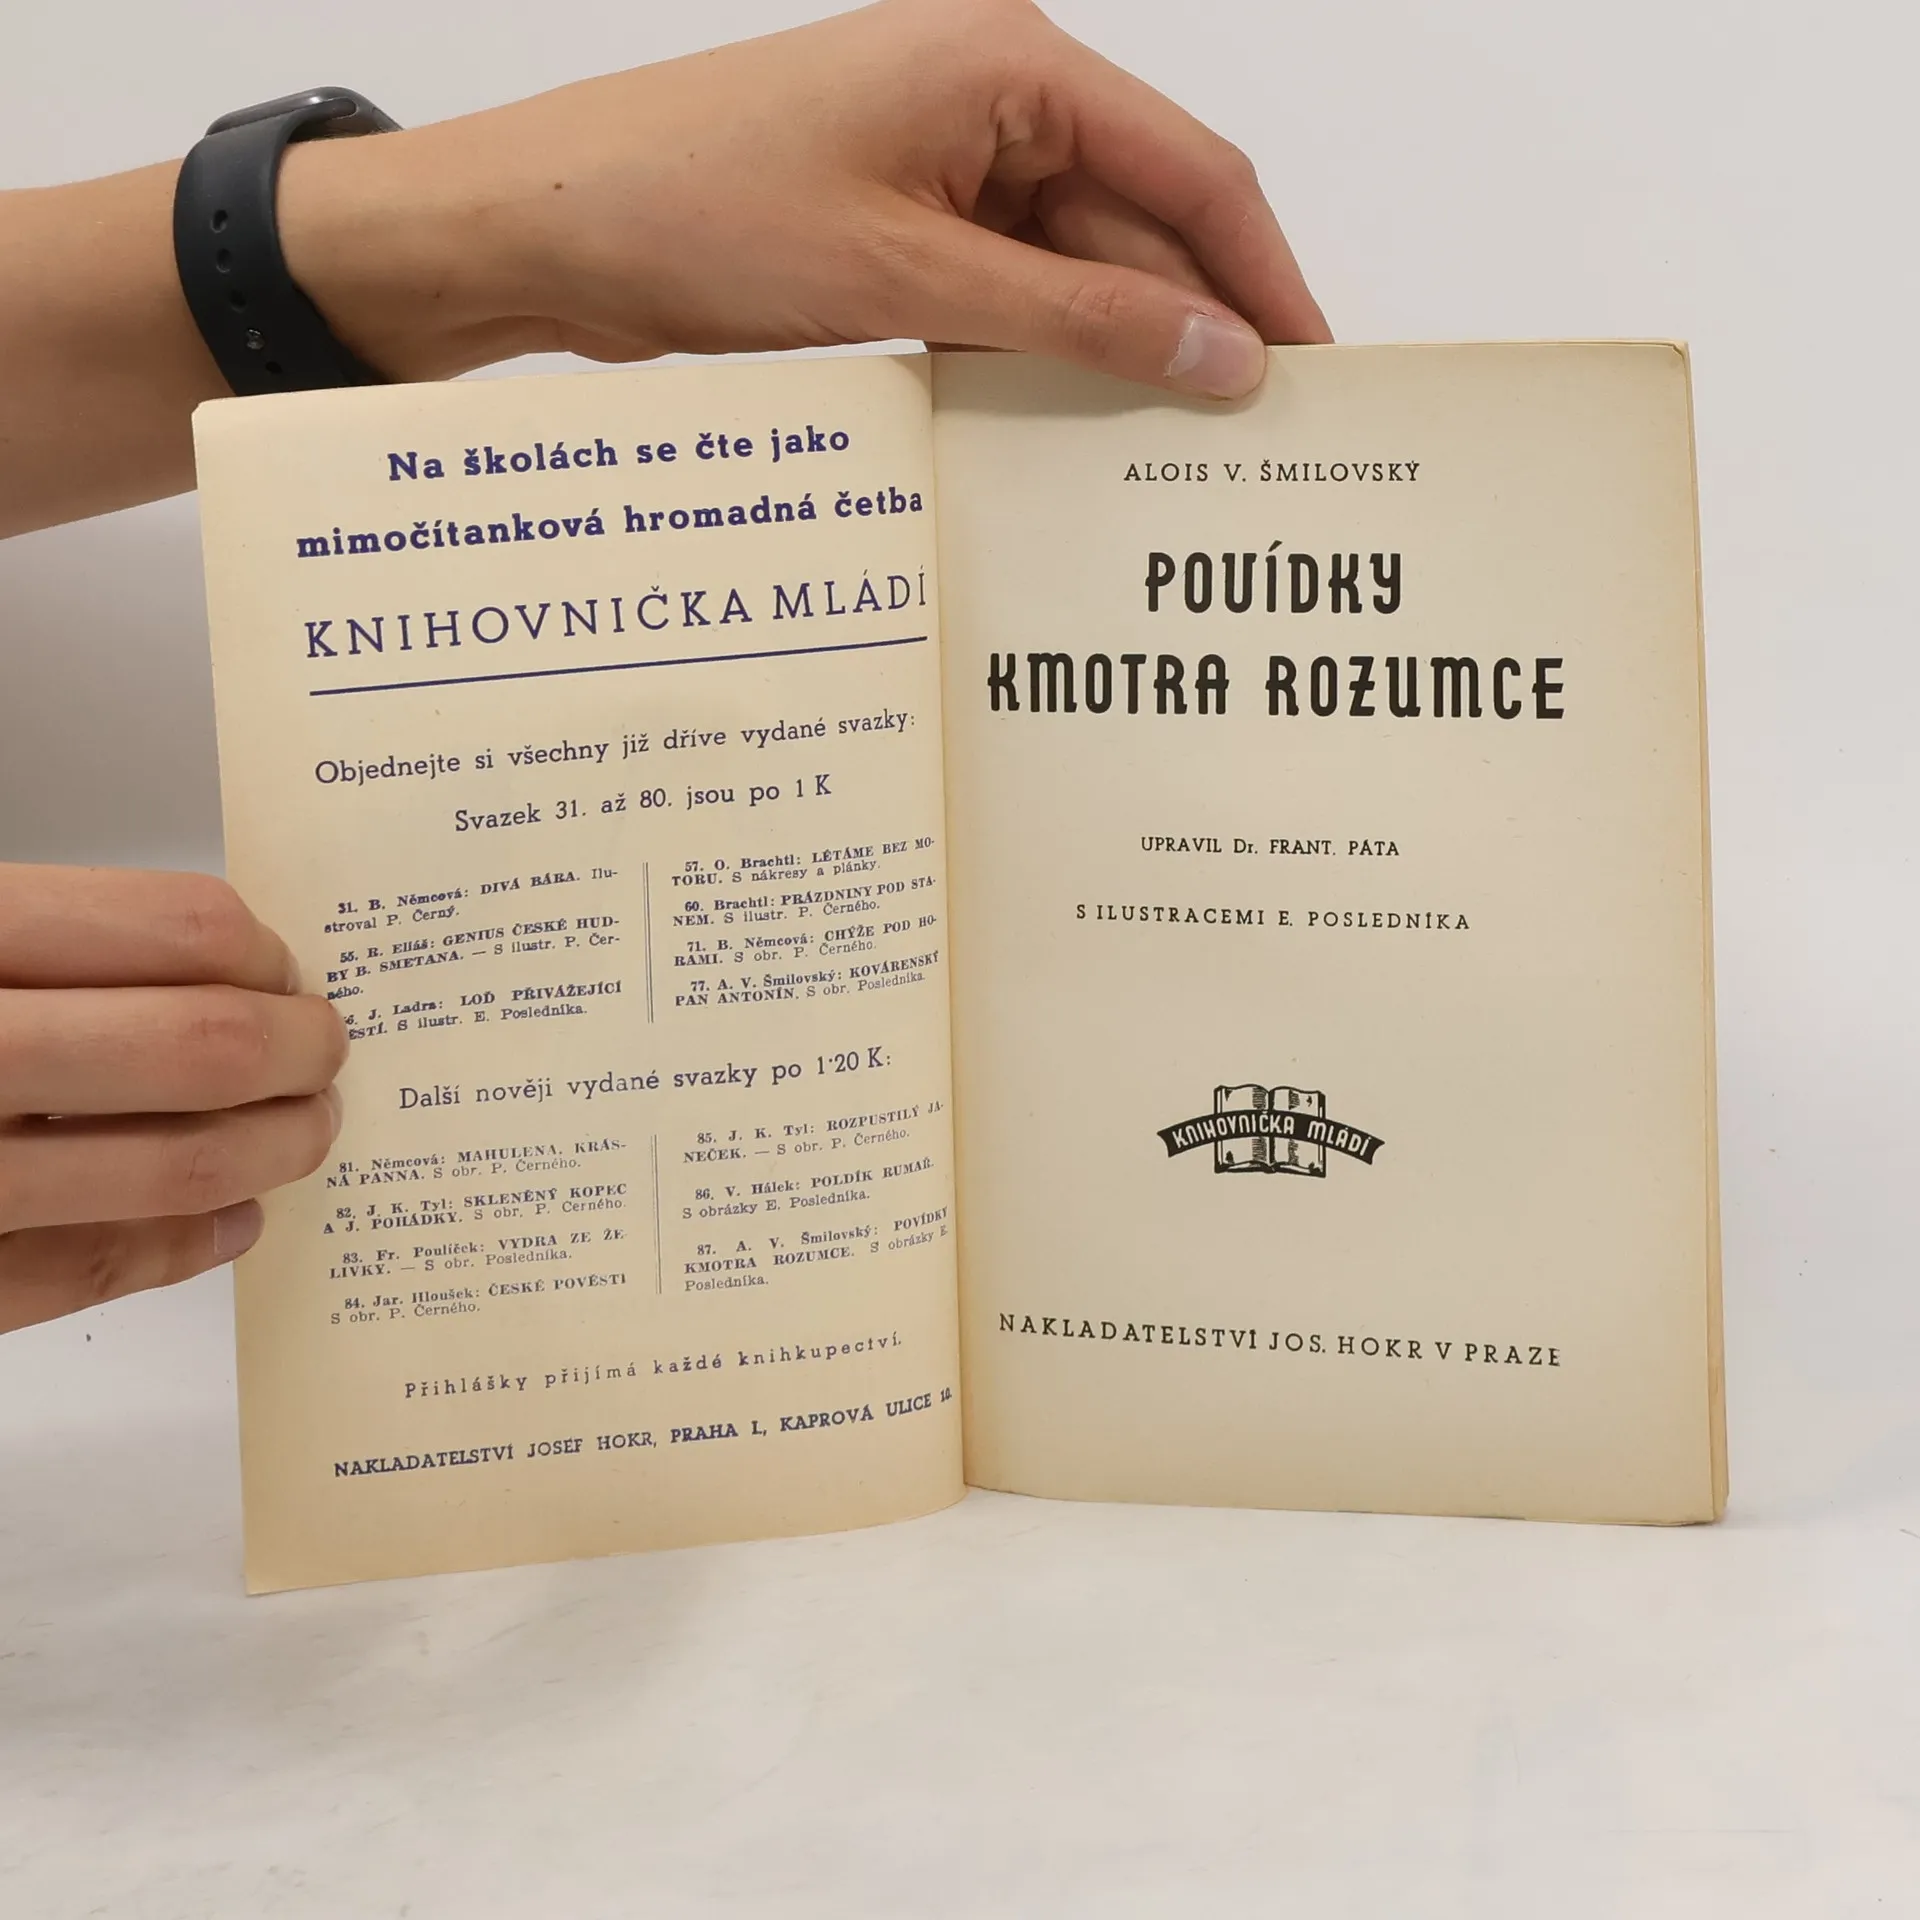 Na školách se čte jako
mimočítanková hromadná četba
KNIHOVNIČKA MLÁDÍ
Objednejte si všechny již dříve vydané svazky:
Svazek 31. až 80. jsou po 1 K
31. B. Němcová: DIVÁ BÁRA. Ilu-
stroval P. Černý.
55. R. Eliáš: GENIUS ČESKÉ HUD-
BY B. SMETANA. — S ilustr. P. Čer-
ného.
6. J. Ladra: LOĎ PŘIVÁŽEJÍCÍ
ĚSTÍ. S ilustr. E. Posledníka.
57. O. Brachtl: LÉTÁME BEZ MO-
TORU. S nákresy a plánky.
60. Brachtl: PRÁZDNINY POD STA-
NEM. S ilustr. P. Černého.
71. B. Němcová: CHÝŽE POD HO-
RAMI. S obr. P. Černého.
77. A. V. Šmilovský: KOVÁRENSKÝ
PAN ANTONÍN. S obr. Posledníka.
Další nověji vydané svazky po 1·20 K:
81. Němcová: MAHULENA, KRÁS-
NÁ PANNA. S obr. P. Černého.
82. J. K. Tyl: SKLENĚNÝ KOPEC
A J. POHÁDKY. S obr. P. Černého.
83. Fr. Poulíček: VYDRA ZE ŽE-
LIVKY. — S obr. Posledníka.
84. Jar. Hloušek: ČESKÉ POVĚSTI
S obr. P. Černého.
85. J. K. Tyl: ROZPUSTILÝ JA-
NEČEK. — S obr. P. Černého.
86. V. Hálek: POLDÍK RUMAŘ.
S obrázky E. Posledníka.
87. A. V. Šmilovský: POVÍDKY
KMOTRA ROZUMCE. S obrázky E.
Posledníka.
Přihlášky přijímá každé knihkupectví.
NAKLADATELSTVÍ JOSEF HOKR, PRAHA I., KAPROVÁ ULICE 10.
ALOIS V. ŠMILOVSKÝ
POVÍDKY
KMOTRA ROZUMCE
UPRAVIL Dr. FRANT. PÁTA
S ILUSTRACEMI E. POSLEDNÍKA
KNIHOVNIČKA MLÁDÍ
NAKLADATELSTVÍ JOS. HOKR V PRAZE